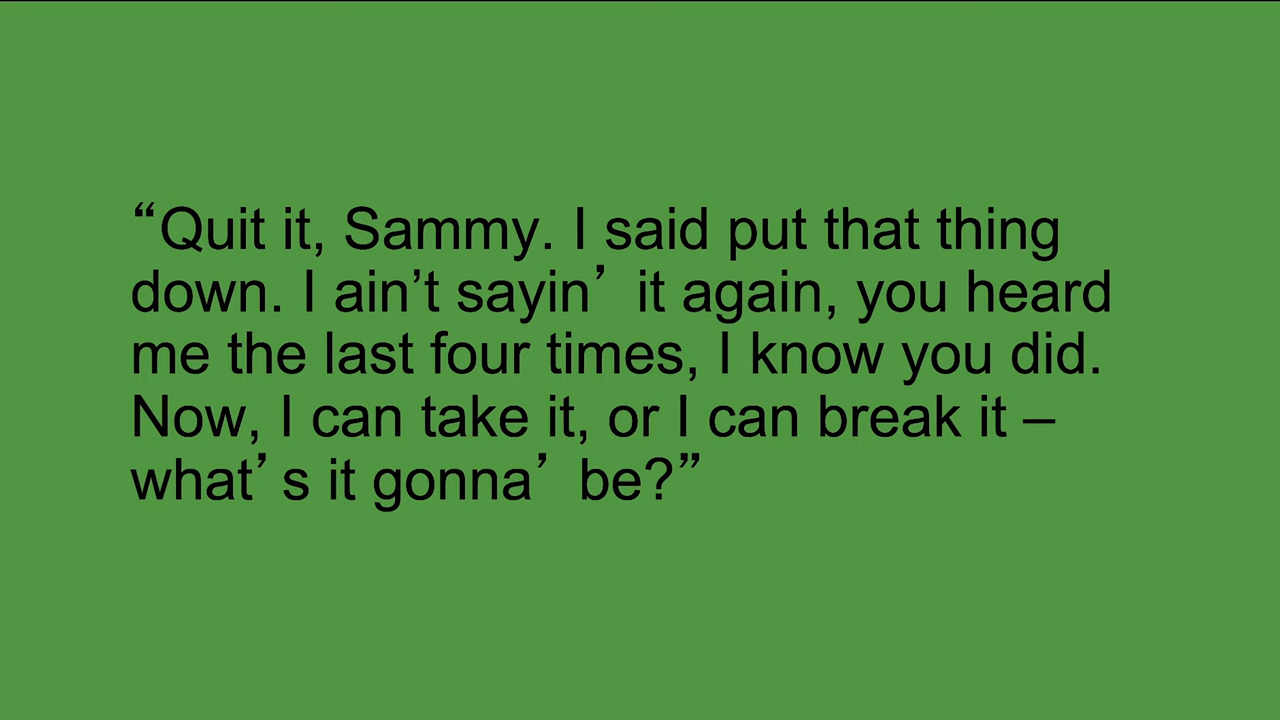 “Quit it, Sammy. I said put that thing
down. I ain’t sayin’ it again, you heard
me the last four times, I know you did.
Now, I can take it, or I can break it –
what’s it gonna’ be?”